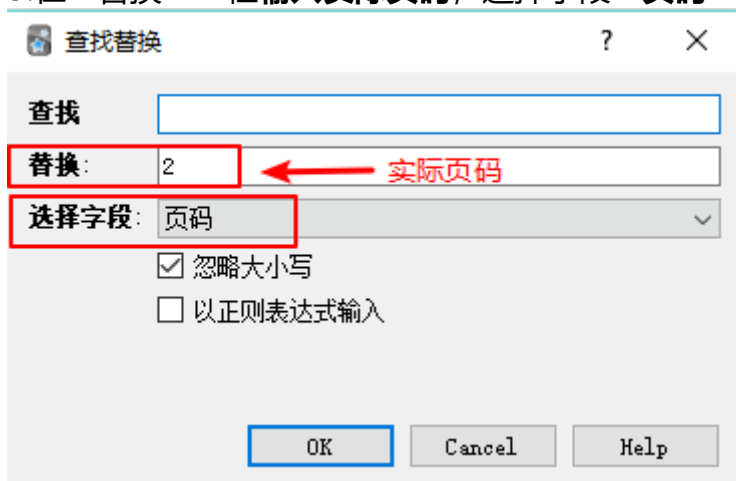 查找替换 ?
查找
替换: 2 实际页码
选择字段: 页码
忽略大小写
以正则表达式输入
OK Cancel Help